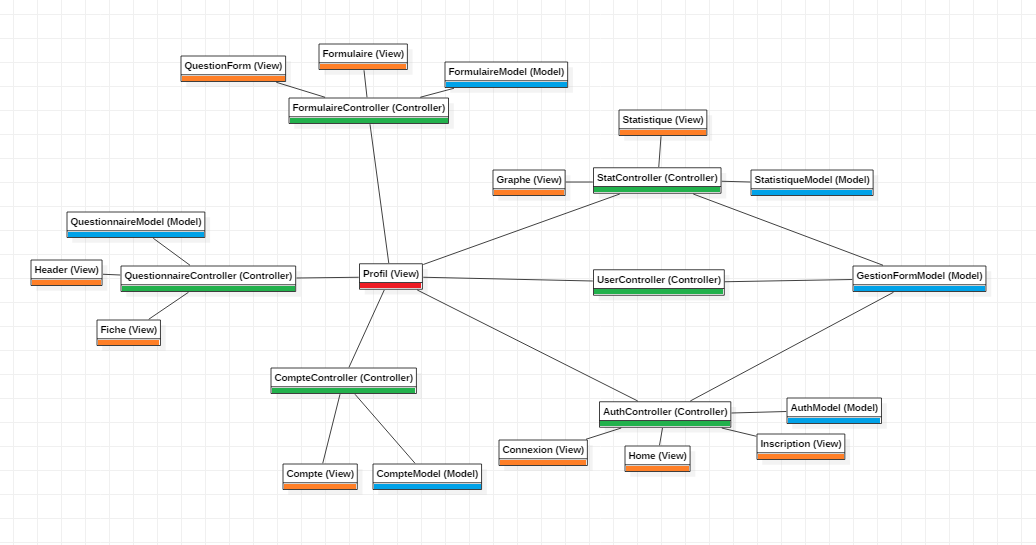 Formulaire (View)
QuestionForm (View)
FormulaireModel (Model)
FormulaireController (Controller)
Statistique (View)
Graphe (View)
StatController (Controller)
StatistiqueModel (Model)
QuestionnaireModel (Model)
Header (View)
QuestionnaireController (Controller)
Profil (View)
UserController (Controller)
GestionFormModel (Model)
Fiche (View)
CompteController (Controller)
AuthController (Controller)
AuthModel (Model)
Connexion (View)
Home (View)
Inscription (View)
Compte (View)
CompteModel (Model)